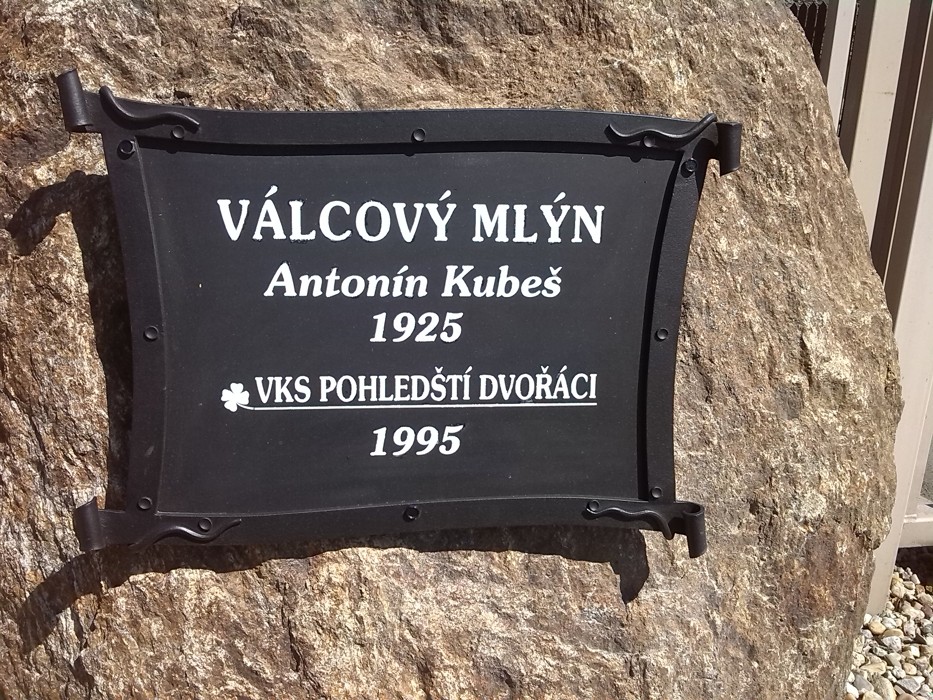 VÁLCOVÝ MLÝN
Antonín Kubeš
1925
VKS POHLEDŠTÍ DVOŘÁCI
1995